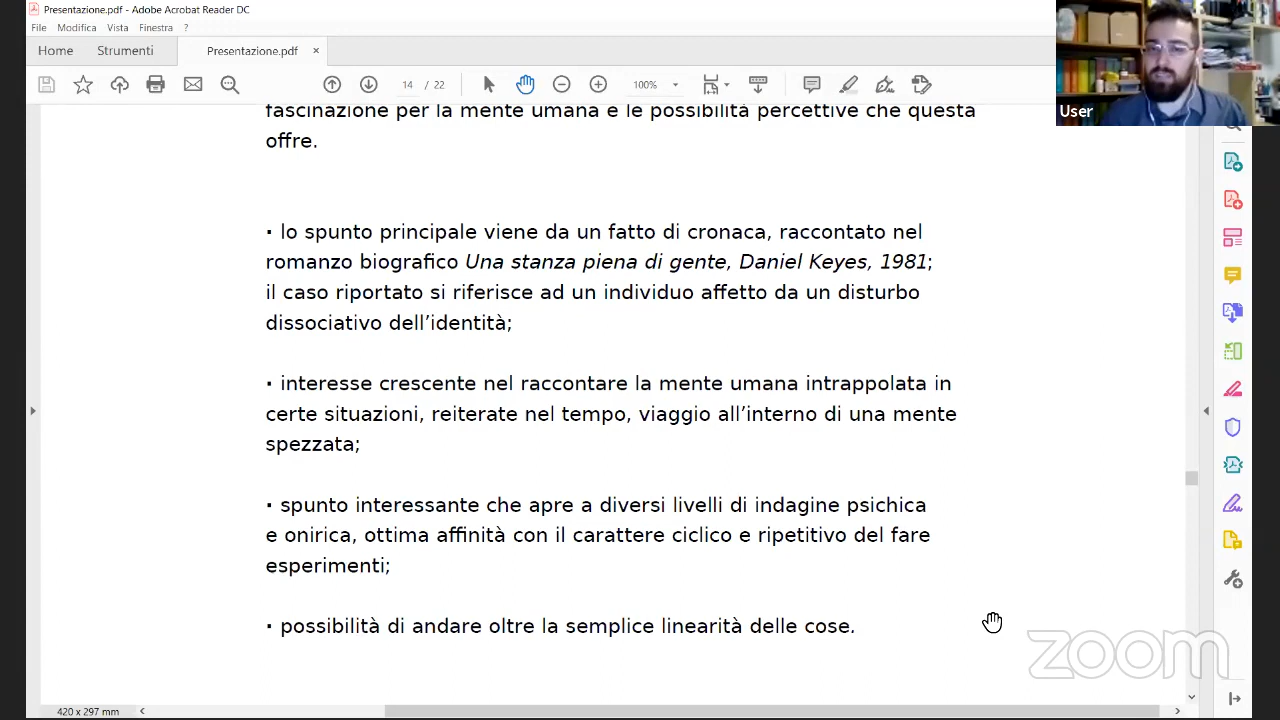 Presentazione.pdf - Adobe Acrobat Reader DC
File Modifica Vista Finestra ?
Home Strumenti Presentazione.pdf ×
14 / 22 100%
User
fascinazione per la mente umana e le possibilità percettive che questa
offre.
· lo spunto principale viene da un fatto di cronaca, raccontato nel
romanzo biografico Una stanza piena di gente, Daniel Keyes, 1981;
il caso riportato si riferisce ad un individuo affetto da un disturbo
dissociativo dell’identità;
· interesse crescente nel raccontare la mente umana intrappolata in
certe situazioni, reiterate nel tempo, viaggio all’interno di una mente
spezzata;
· spunto interessante che apre a diversi livelli di indagine psichica
e onirica, ottima affinità con il carattere ciclico e ripetitivo del fare
esperimenti;
· possibilità di andare oltre la semplice linearità delle cose.
zoom
420 x 297 mm